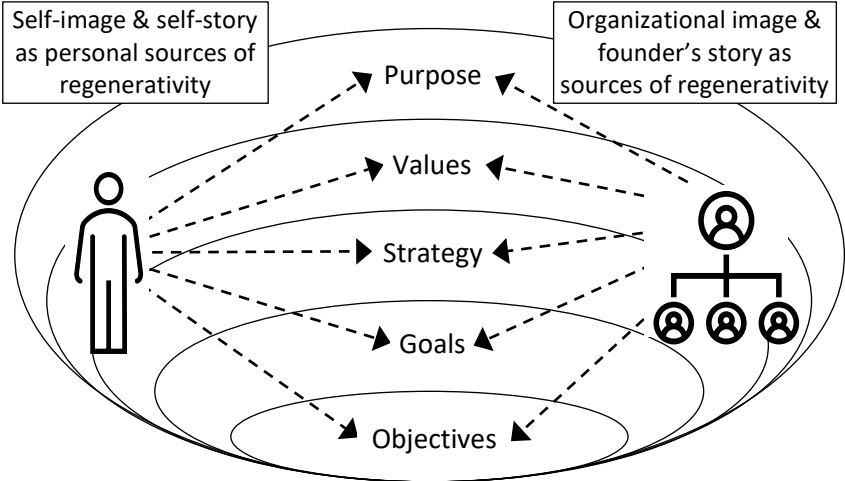 Self-image & self-story
as personal sources of
regenerativity
Organizational image &
founder’s story as
sources of regenerativity
Purpose
Values
Strategy
Goals
Objectives